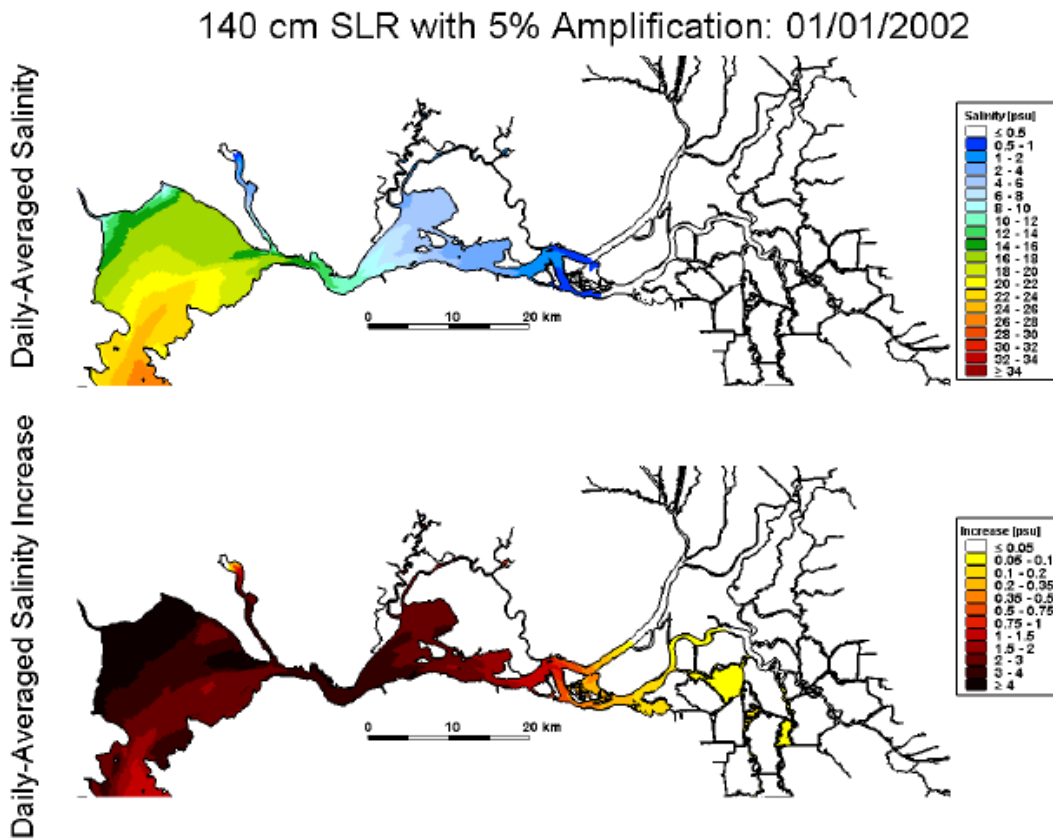 140 cm SLR with 5% Amplification: 01/01/2002
Daily-Averaged Salinity
Salinity [psu]
≤ 0.5
0.5 - 1
1 - 2
2 - 4
4 - 6
6 - 8
8 - 10
10 - 12
12 - 14
14 - 16
16 - 18
18 - 20
20 - 22
22 - 24
24 - 26
26 - 28
28 - 30
30 - 32
32 - 34
≥ 34
0 10 20 km
Daily-Averaged Salinity Increase
Increase [psu]
≤ 0.05
0.05 - 0.1
0.1 - 0.2
0.2 - 0.35
0.35 - 0.5
0.5 - 0.75
0.75 - 1
1 - 1.5
1.5 - 2
2 - 3
3 - 4
≥ 4
0 10 20 km